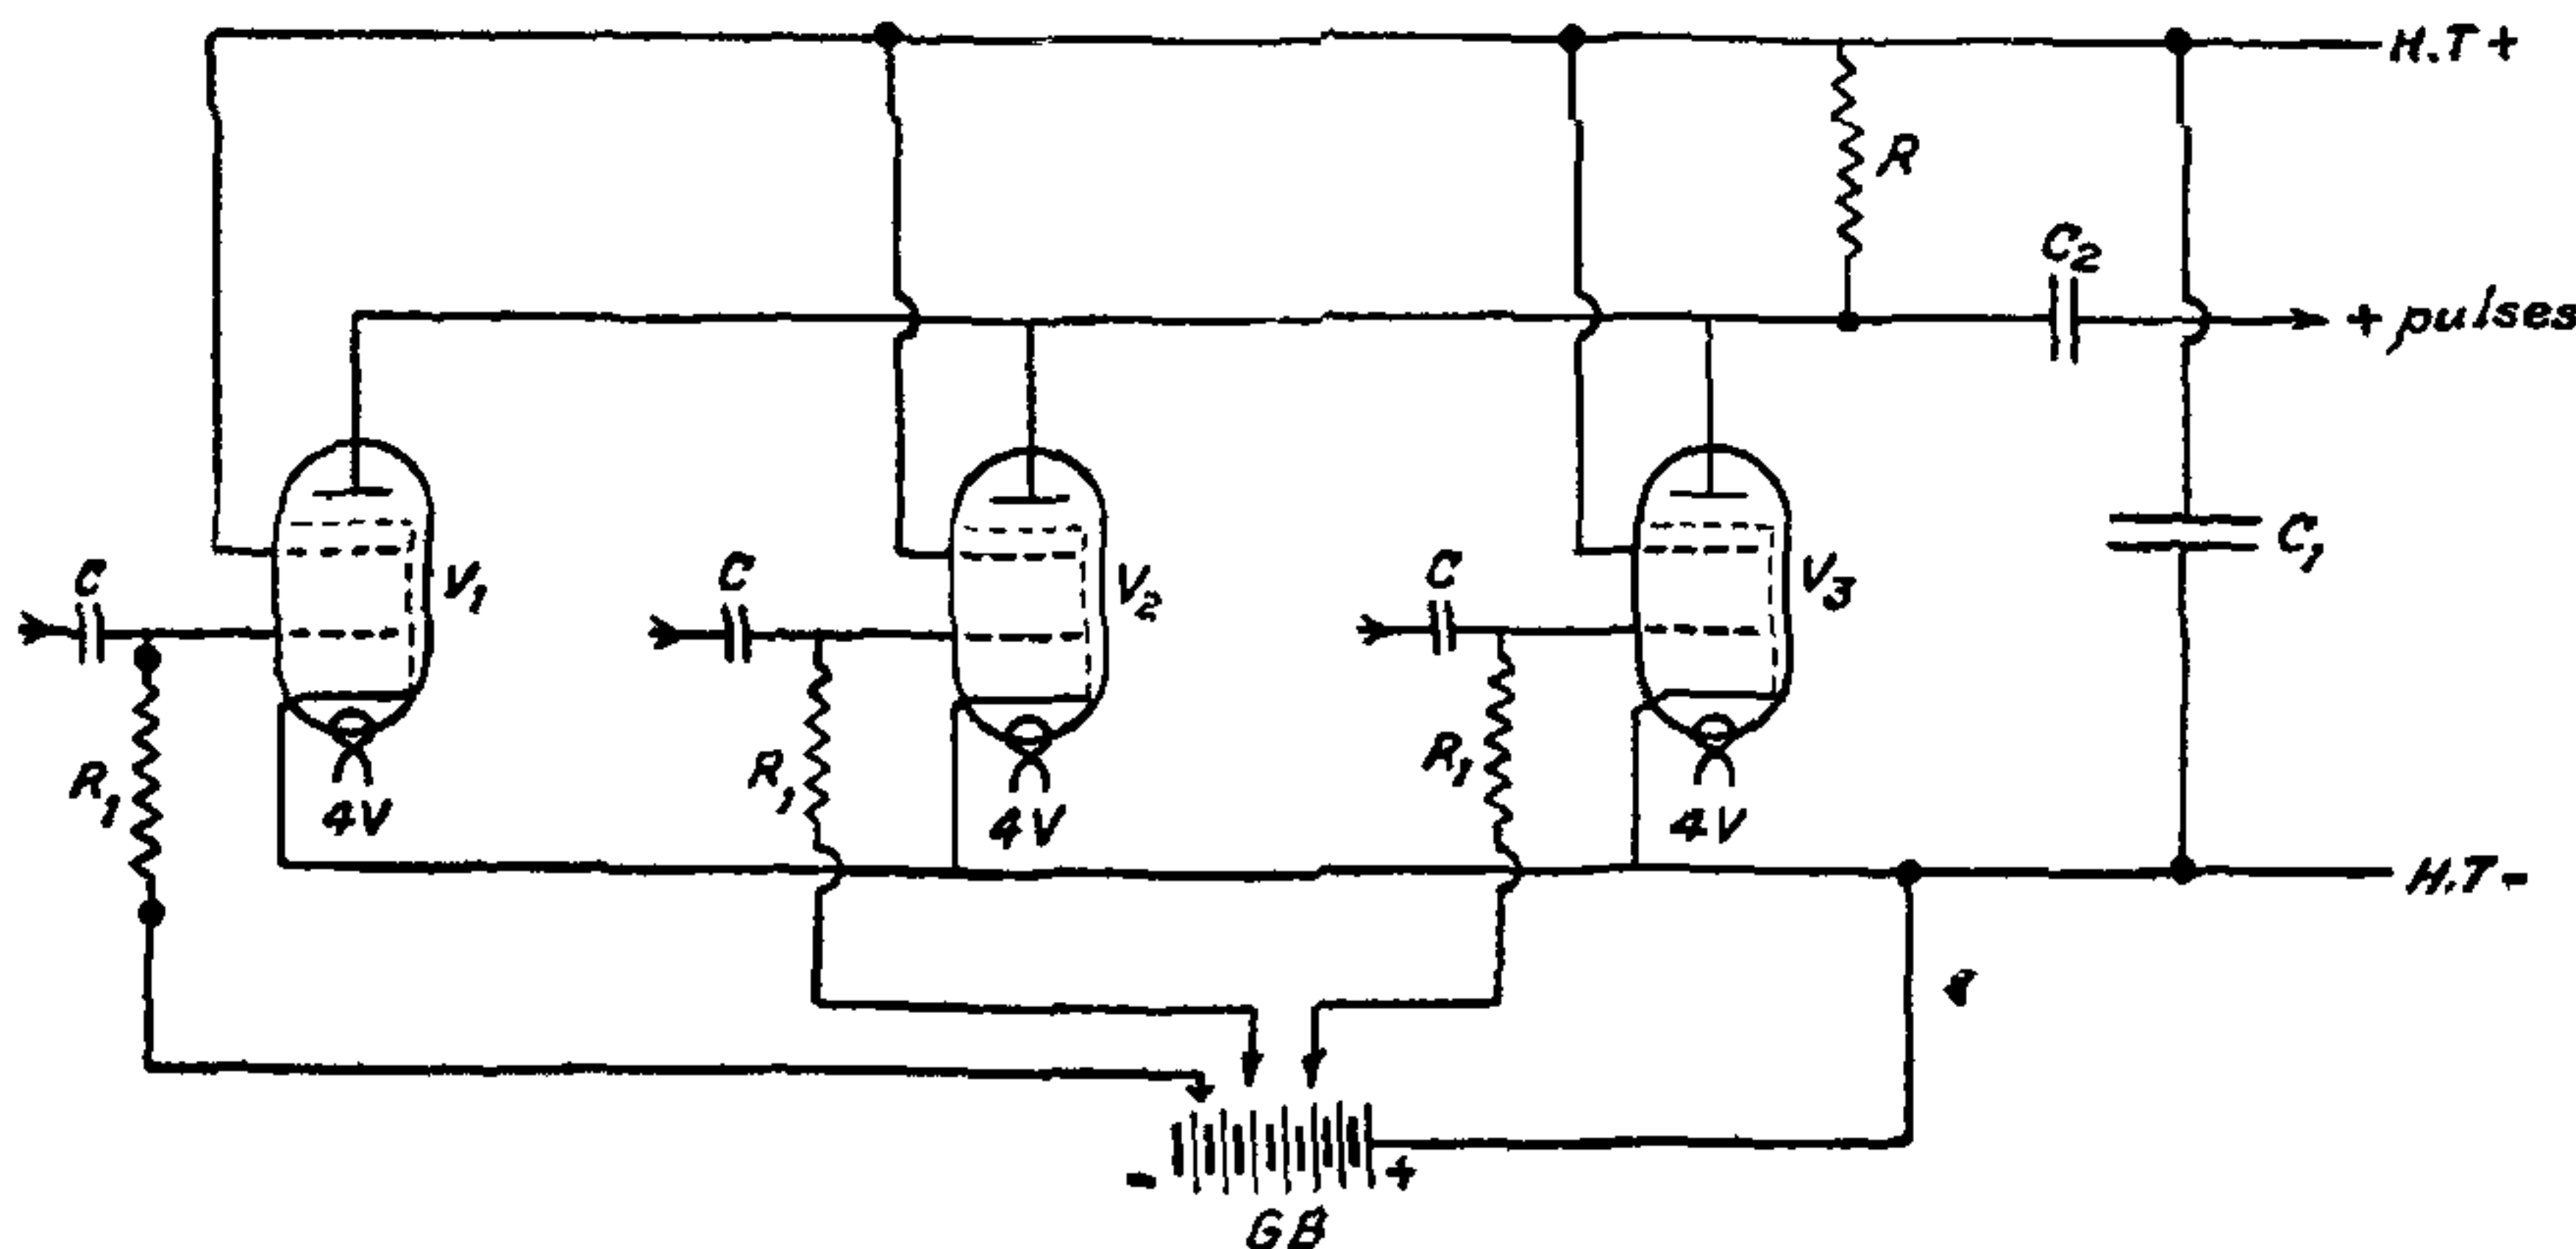 H.T +
R
C2
+ pulses
C
V1
C
V2
C
V3
C1
R1
4V
R1
4V
R1
4V
H.T -
- +
GB